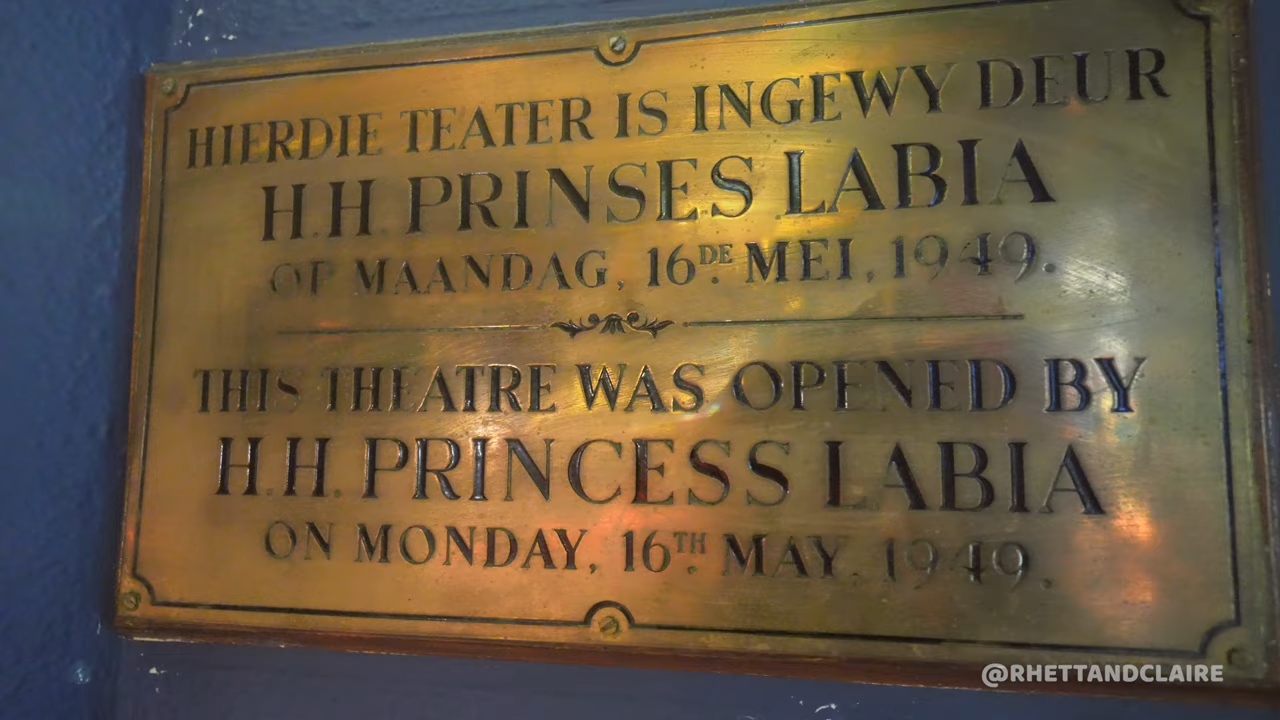 HIERDIE TEATER IS INGEWY DEUR
H.H. PRINSES LABIA
OP MAANDAG, 16DE. MEI, 1949.
THIS THEATRE WAS OPENED BY
H.H. PRINCESS LABIA
ON MONDAY, 16TH. MAY, 1949.
@RHETTANDCLAIRE